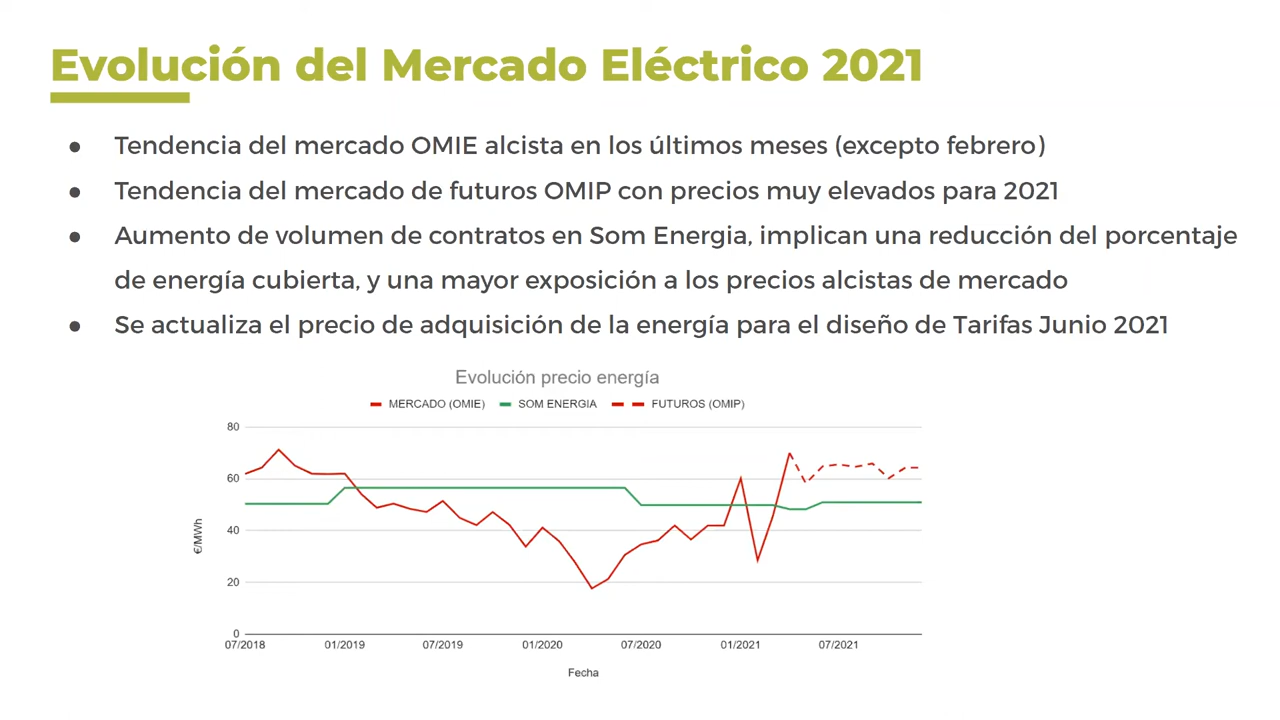 Evolución del Mercado Eléctrico 2021
● Tendencia del mercado OMIE alcista en los últimos meses (excepto febrero)
● Tendencia del mercado de futuros OMIP con precios muy elevados para 2021
● Aumento de volumen de contratos en Som Energia, implican una reducción del porcentaje
de energía cubierta, y una mayor exposición a los precios alcistas de mercado
● Se actualiza el precio de adquisición de la energía para el diseño de Tarifas Junio 2021
Evolución precio energía
MERCADO (OMIE) SOM ENERGIA FUTUROS (OMIP)
80
60
40
20
0
€/MWh
07/2018 01/2019 07/2019 01/2020 07/2020 01/2021 07/2021
Fecha